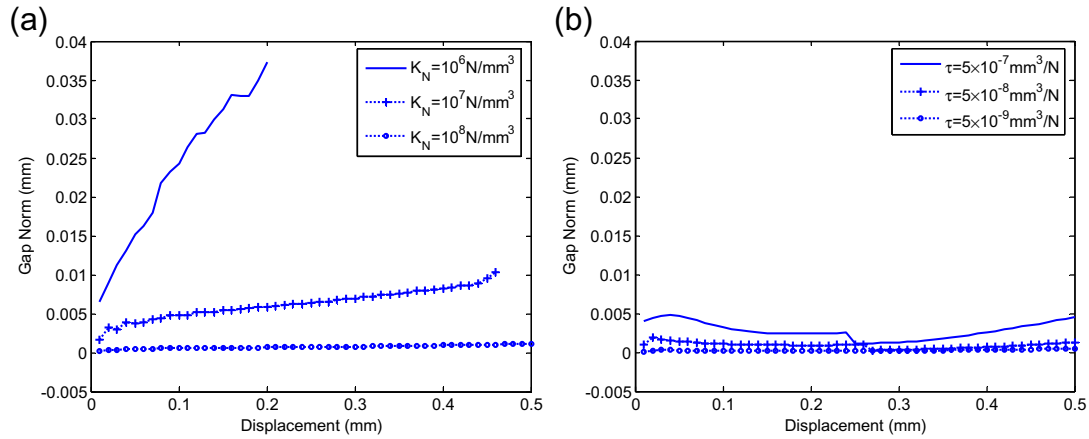 (a)
0.04
0.035
0.03
0.025
0.02
0.015
0.01
0.005
0
-0.005
Gap Norm (mm)
0 0.1 0.2 0.3 0.4 0.5
Displacement (mm)
K_N=10^6N/mm^3
K_N=10^7N/mm^3
K_N=10^8N/mm^3
(b)
0.04
0.035
0.03
0.025
0.02
0.015
0.01
0.005
0
-0.005
Gap Norm (mm)
0 0.1 0.2 0.3 0.4 0.5
Displacement (mm)
τ=5×10^-7mm^3/N
τ=5×10^-8mm^3/N
τ=5×10^-9mm^3/N